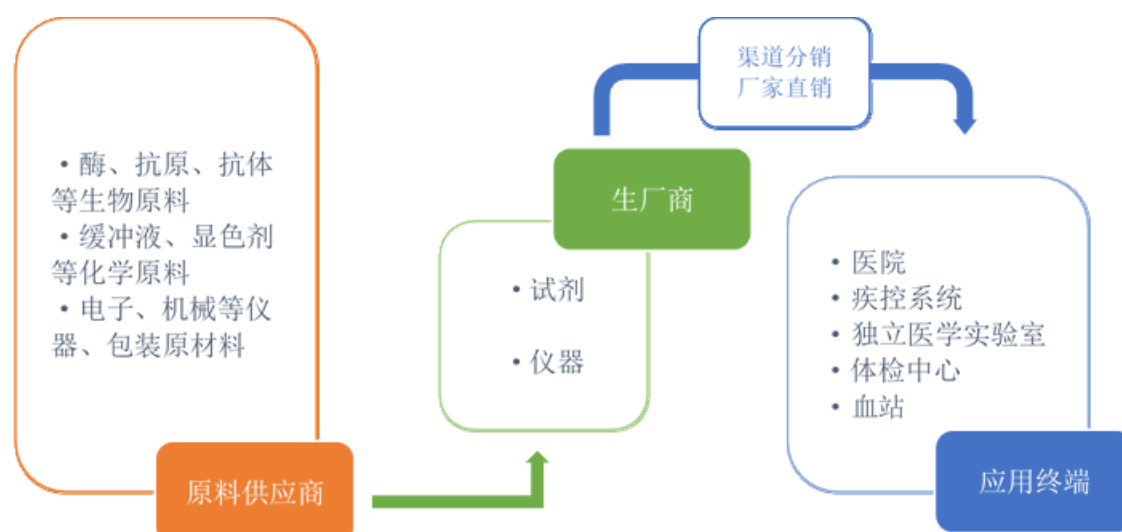 • 酶、抗原、抗体
等生物原料
• 缓冲液、显色剂
等化学原料
• 电子、机械等仪
器、包装原材料
原料供应商
生厂商
• 试剂
• 仪器
渠道分销
厂家直销
• 医院
• 疾控系统
• 独立医学实验室
• 体检中心
• 血站
应用终端